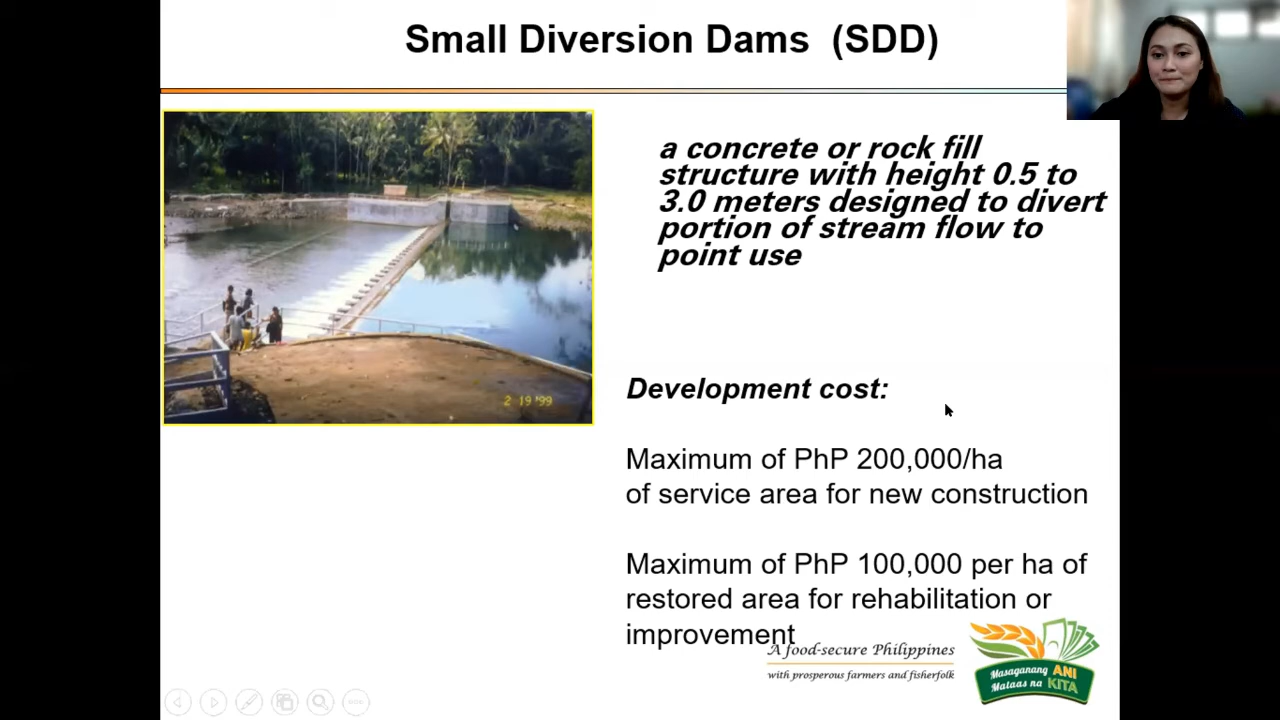 Small Diversion Dams (SDD)
a concrete or rock fill
structure with height 0.5 to
3.0 meters designed to divert
portion of stream flow to
point use
2 19 '99
Development cost:
Maximum of PhP 200,000/ha
of service area for new construction
Maximum of PhP 100,000 per ha of
restored area for rehabilitation or
improvement
A food-secure Philippines
with prosperous farmers and fisherfolk
Masaganang ANI
Mataas na KITA